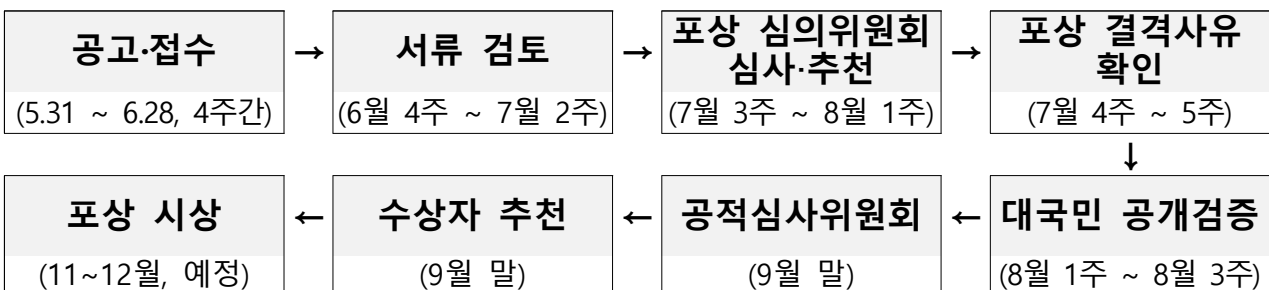 공고·접수
(5.31 ~ 6.28, 4주간)
→
서류 검토
(6월 4주 ~ 7월 2주)
→
포상 심의위원회
심사·추천
(7월 3주 ~ 8월 1주)
→
포상 결격사유
확인
(7월 4주 ~ 5주)
↓
대국민 공개검증
(8월 1주 ~ 8월 3주)
←
공적심사위원회
(9월 말)
←
수상자 추천
(9월 말)
←
포상 시상
(11~12월, 예정)